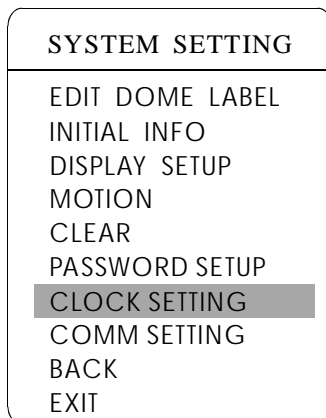 SYSTEM SETTING
EDIT DOME LABEL
INITIAL INFO
DISPLAY SETUP
MOTION
CLEAR
PASSWORD SETUP
CLOCK SETTING
COMM SETTING
BACK
EXIT